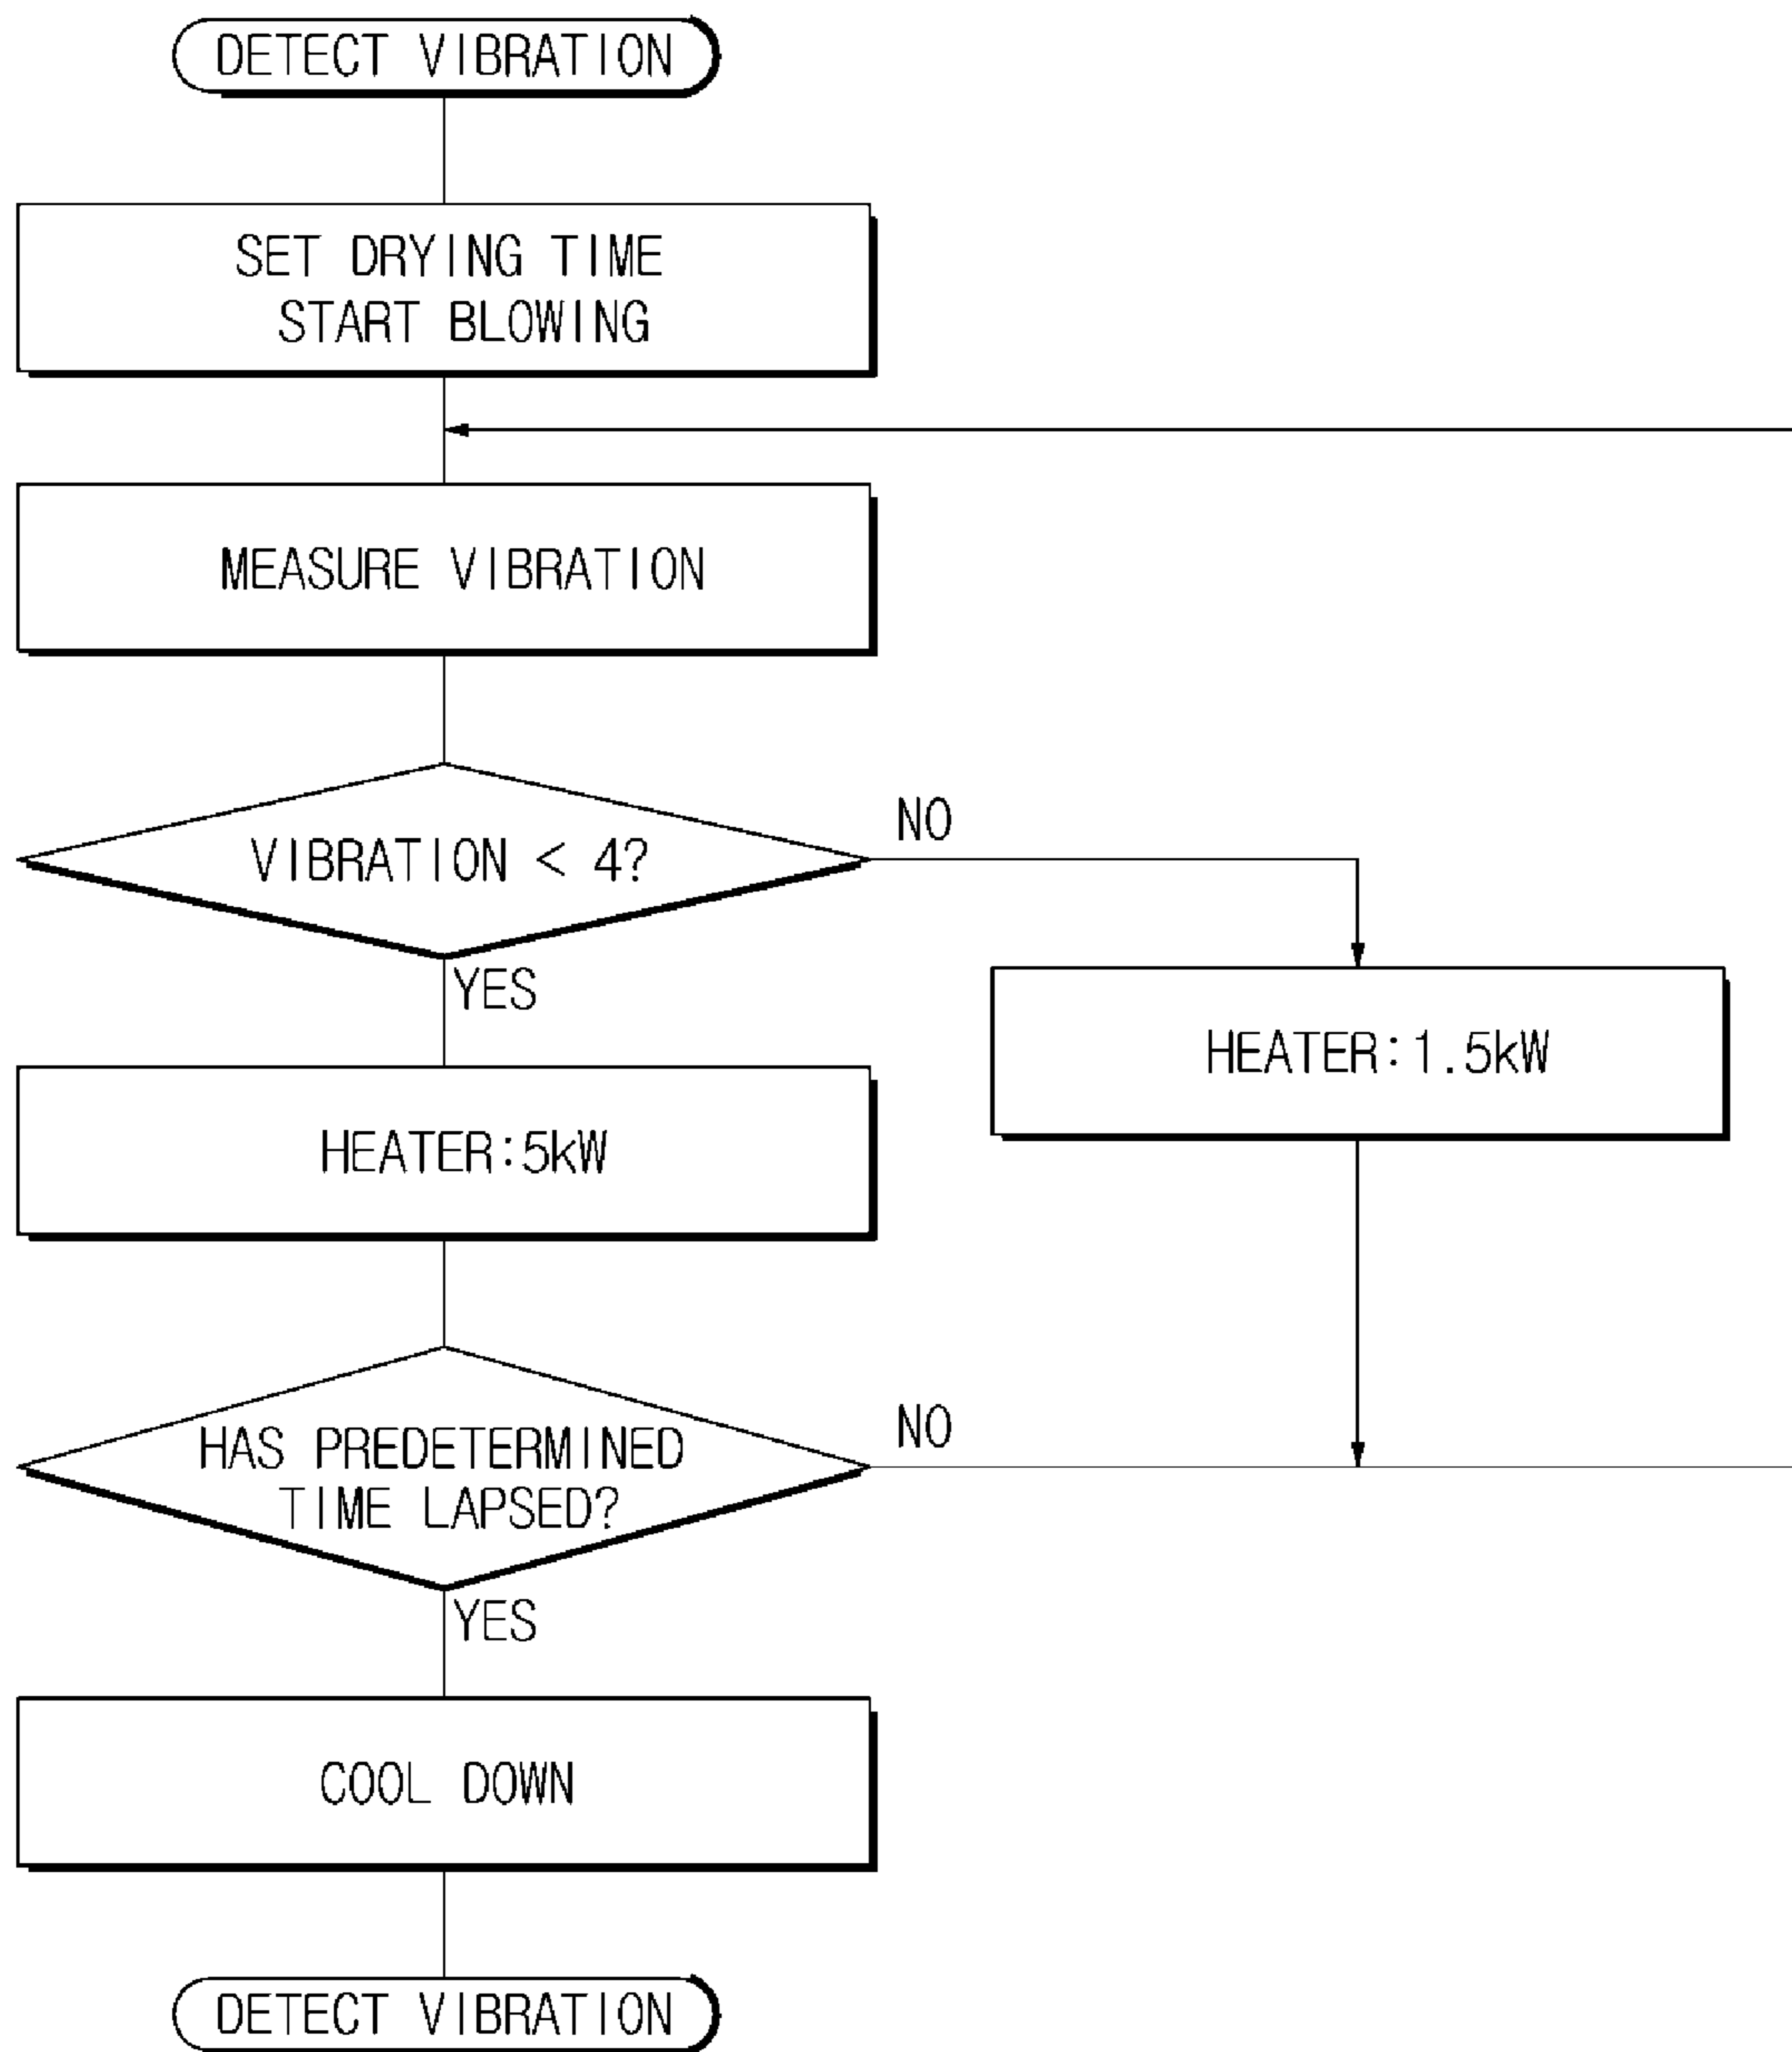 DETECT VIBRATION
SET DRYING TIME
START BLOWING
MEASURE VIBRATION
VIBRATION < 4?
NO
YES
HEATER:1.5kW
HEATER:5kW
HAS PREDETERMINED
TIME LAPSED?
NO
YES
COOL DOWN
DETECT VIBRATION